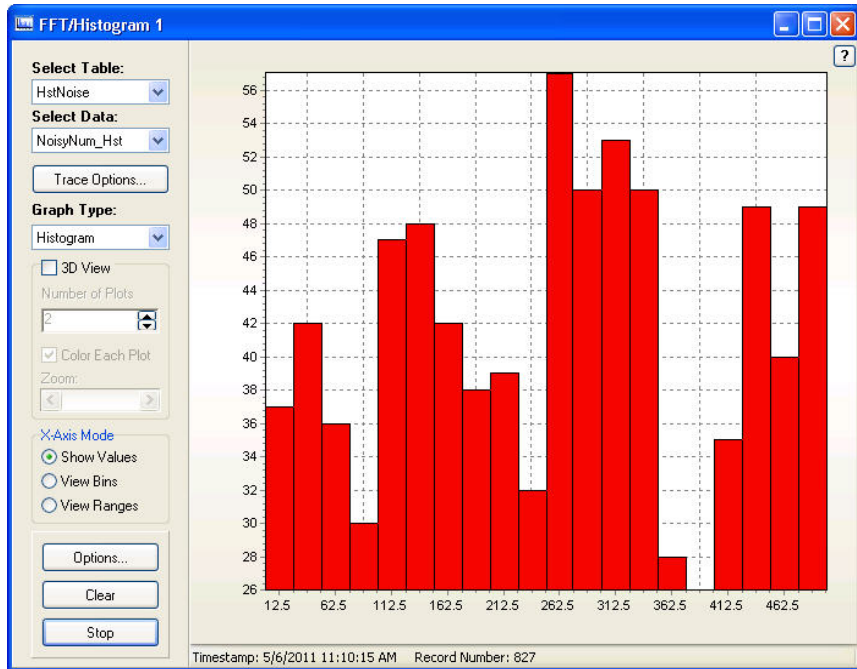 FFT/Histogram 1
?
Select Table:
HstNoise
Select Data:
NoisyNum_Hst
Trace Options...
Graph Type:
Histogram
3D View
Number of Plots
2
Color Each Plot
Zoom:
X-Axis Mode
Show Values
View Bins
View Ranges
Options...
Clear
Stop
56
54
52
50
48
46
44
42
40
38
36
34
32
30
28
26
12.5 62.5 112.5 162.5 212.5 262.5 312.5 362.5 412.5 462.5
Timestamp: 5/6/2011 11:10:15 AM Record Number: 827